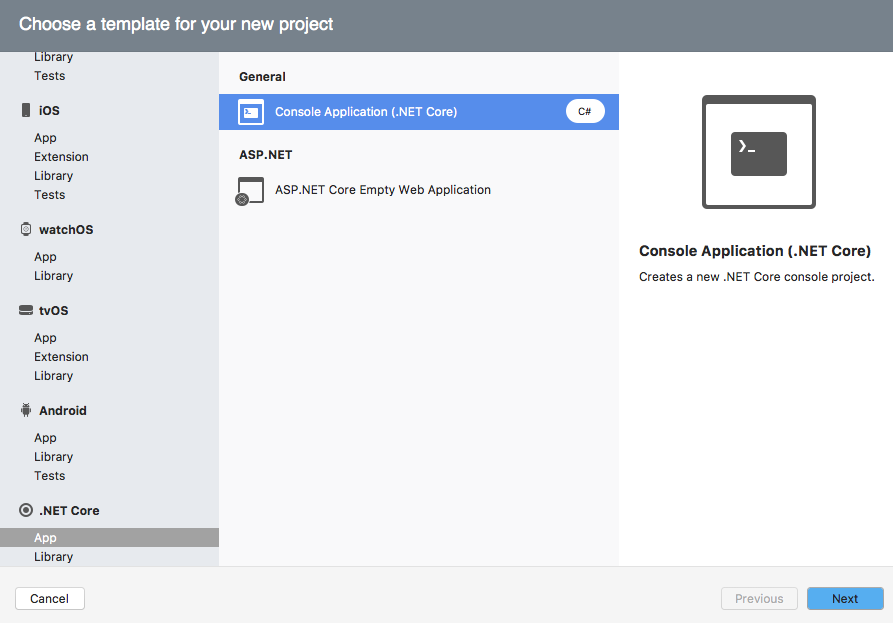 Choose a template for your new project
Library
Tests
iOS
App
Extension
Library
Tests
watchOS
App
Library
tvOS
App
Extension
Library
Android
App
Library
Tests
.NET Core
App
Library
General
Console Application (.NET Core)
C#
ASP.NET
ASP.NET Core Empty Web Application
❯_
Console Application (.NET Core)
Creates a new .NET Core console project.
Cancel
Previous
Next